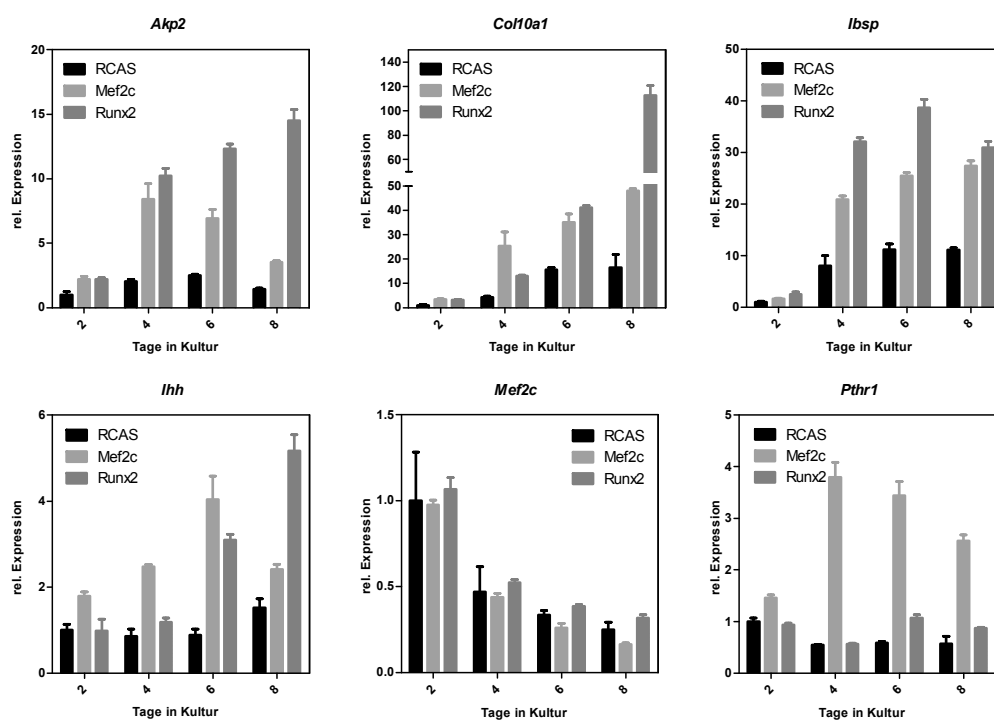 Akp2
rel. Expression
20
15
10
5
0
RCAS
Mef2c
Runx2
2 4 6 8
Tage in Kultur
Col10a1
rel. Expression
140
120
100
80
60
50
40
30
20
10
0
RCAS
Mef2c
Runx2
2 4 6 8
Tage in Kultur
Ibsp
rel. Expression
50
40
30
20
10
0
RCAS
Mef2c
Runx2
2 4 6 8
Tage in Kultur
Ihh
rel. Expression
6
4
2
0
RCAS
Mef2c
Runx2
2 4 6 8
Tage in Kultur
Mef2c
rel. Expression
1.5
1.0
0.5
0.0
RCAS
Mef2c
Runx2
2 4 6 8
Tage in Kultur
Pthr1
rel. Expression
5
4
3
2
1
0
RCAS
Mef2c
Runx2
2 4 6 8
Tage in Kultur